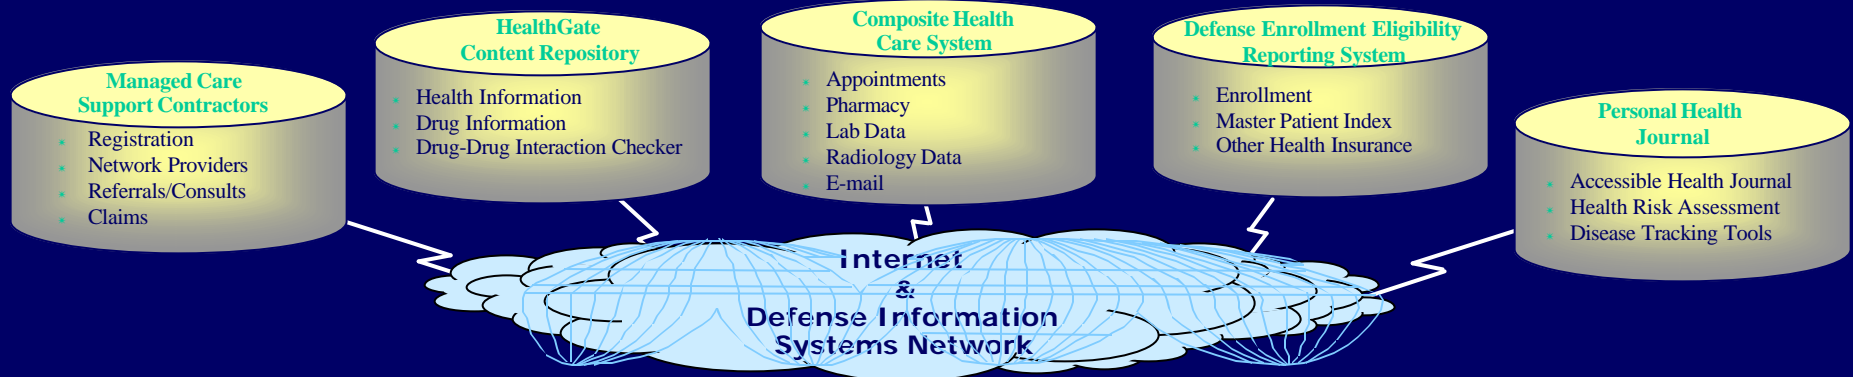 Managed Care
Support Contractors
Registration
Network Providers
Referrals/Consults
Claims
HealthGate
Content Repository
Health Information
Drug Information
Drug-Drug Interaction Checker
Composite Health
Care System
Appointments
Pharmacy
Lab Data
Radiology Data
E-mail
Defense Enrollment Eligibility
Reporting System
Enrollment
Master Patient Index
Other Health Insurance
Personal Health
Journal
Accessible Health Journal
Health Risk Assessment
Disease Tracking Tools
Internet
&
Defense Information
Systems Network